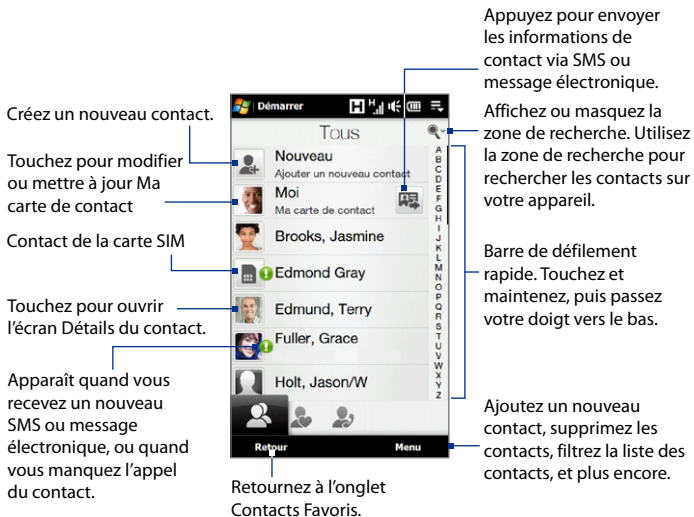 Appuyez pour envoyer
les informations de
contact via SMS ou
message électronique.
Créez un nouveau contact.
Touchez pour modifier
ou mettre à jour Ma
carte de contact
Contact de la carte SIM
Touchez pour ouvrir
l'écran Détails du contact.
Apparaît quand vous
recevez un nouveau
SMS ou message
électronique, ou quand
vous manquez l'appel
du contact.
Démarrer
H
H
Tous
Nouveau
Ajouter un nouveau contact
Moi
Ma carte de contact
Brooks, Jasmine
Edmond Gray
Edmund, Terry
Fuller, Grace
Holt, Jason/W
A
B
C
D
E
F
G
H
I
J
K
L
M
N
O
P
Q
R
S
T
U
V
W
X
Y
Z
Retour
Menu
Affichez ou masquez la
zone de recherche. Utilisez
la zone de recherche pour
rechercher les contacts sur
votre appareil.
Barre de défilement
rapide. Touchez et
maintenez, puis passez
votre doigt vers le bas.
Ajoutez un nouveau
contact, supprimez les
contacts, filtrez la liste des
contacts, et plus encore.
Retournez à l'onglet
Contacts Favoris.